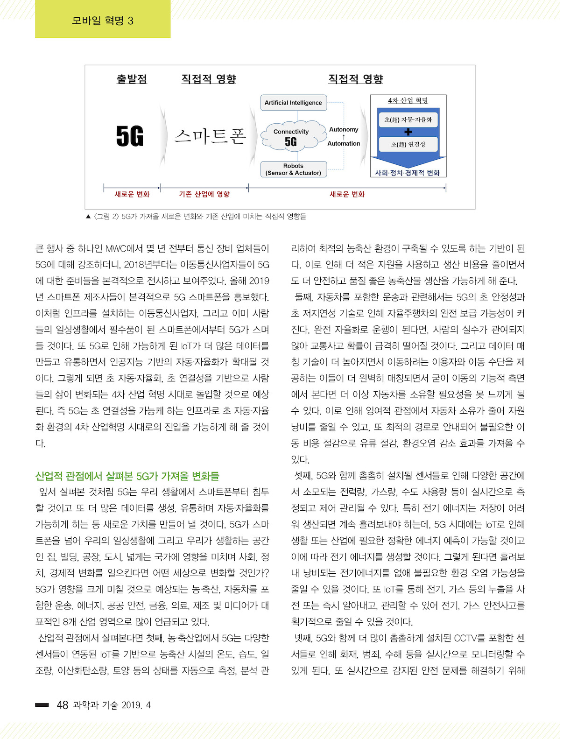 모바일 혁명 3
출발점
직접적 영향
직접적 영향
5G
스마트폰
Artificial Intelligence
Connectivity
5G
Robots
(Sensor & Actuator)
Autonomy
↑
Automation
4차 산업 혁명
초(超) 자동·자율화
초(超) 연결성
사회·정치·경제적 변화
새로운 변화
기존 산업에 영향
새로운 변화
▲ 〈그림 2〉 5G가 가져올 새로운 변화와 기존 산업에 미치는 직접적 영향들
큰 행사 중 하나인 MWC에서 몇 년 전부터 통신 장비 업체들이
5G에 대해 강조하더니, 2018년부터는 이동통신사업자들이 5G
에 대한 준비들을 본격적으로 전시하고 보여주었다. 올해 2019
년 스마트폰 제조사들이 본격적으로 5G 스마트폰을 홍보했다.
이처럼 인프라를 설치하는 이동통신사업자, 그리고 이미 사람
들의 일상생활에서 필수품이 된 스마트폰에서부터 5G가 스며
들 것이다. 또 5G로 인해 가능하게 된 IoT가 더 많은 데이터를
만들고 유통하면서 인공지능 기반의 자동·자율화가 확대될 것
이다. 그렇게 되면 초 자동·자율화, 초 연결성을 기반으로 사람
들의 삶이 변화되는 4차 산업 혁명 시대로 돌입할 것으로 예상
된다. 즉 5G는 초 연결성을 가능케 하는 인프라로 초 자동·자율
화 환경의 4차 산업혁명 시대로의 진입을 가능하게 해 줄 것이
다.
산업적 관점에서 살펴본 5G가 가져올 변화들
앞서 살펴본 것처럼 5G는 우리 생활에서 스마트폰부터 침투
할 것이고 또 더 많은 데이터를 생성, 유통하며 자동·자율화를
가능하게 하는 등 새로운 가치를 만들어 낼 것이다. 5G가 스마
트폰을 넘어 우리의 일상생활에 그리고 우리가 생활하는 공간
인 집, 빌딩, 공장, 도시, 넓게는 국가에 영향을 미치며 사회, 정
치, 경제적 변화를 일으킨다면 어떤 세상으로 변화할 것인가?
5G가 영향을 크게 미칠 것으로 예상되는 농·축산, 자동차를 포
함한 운송, 에너지, 공공 안전, 금융, 의료, 제조 및 미디어가 대
표적인 8개 산업 영역으로 많이 언급되고 있다.
산업적 관점에서 살펴본다면 첫째, 농·축산업에서 5G는 다양한
센서들이 연동된 IoT를 기반으로 농축산 시설의 온도, 습도, 일
조량, 이산화탄소량, 토양 등의 상태를 자동으로 측정, 분석 관
리하여 최적의 농축산 환경이 구축될 수 있도록 하는 기반이 된
다. 이로 인해 더 적은 자원을 사용하고 생산 비용을 줄이면서
도 더 안전하고 품질 좋은 농축산물 생산을 가능하게 해 준다.
둘째, 자동차를 포함한 운송과 관련해서는 5G의 초 안정성과
초 저지연성 기술로 인해 자율주행차의 완전 보급 가능성이 커
진다. 완전 자율화로 운행이 된다면, 사람의 실수가 관여되지
않아 교통사고 확률이 급격히 떨어질 것이다. 그리고 데이터 매
칭 기술이 더 높아지면서 이동하려는 이용자와 이동 수단을 제
공하는 이들이 더 완벽히 매칭되면서 굳이 이동의 기능적 측면
에서 본다면 더 이상 자동차를 소유할 필요성을 못 느끼게 될
수 있다. 이로 인해 잉여적 관점에서 자동차 소유가 줄어 자원
낭비를 줄일 수 있고, 또 최적의 경로로 안내되어 불필요한 이
동 비용 절감으로 유류 절감, 환경오염 감소 효과를 가져올 수
있다.
셋째, 5G와 함께 촘촘히 설치될 센서들로 인해 다양한 공간에
서 소모되는 전력량, 가스량, 수도 사용량 등이 실시간으로 측
정되고 제어 관리될 수 있다. 특히 전기 에너지는 저장이 어려
워 생산되면 계속 흘려보내야 하는데, 5G 시대에는 IoT로 인해
생활 또는 산업에 필요한 정확한 에너지 예측이 가능할 것이고
이에 따라 전기 에너지를 생성할 것이다. 그렇게 된다면 흘려보
내 낭비되는 전기에너지를 없애 불필요한 환경 오염 가능성을
줄일 수 있을 것이다. 또 IoT를 통해 전기, 가스 등의 누출을 사
전 또는 즉시 알아내고, 관리할 수 있어 전기, 가스 안전사고를
획기적으로 줄일 수 있을 것이다.
넷째, 5G와 함께 더 많이 촘촘하게 설치된 CCTV를 포함한 센
서들로 인해 화재, 범죄, 수해 등을 실시간으로 모니터링할 수
있게 된다. 또 실시간으로 감지된 안전 문제를 해결하기 위해
48 과학과 기술 2019. 4